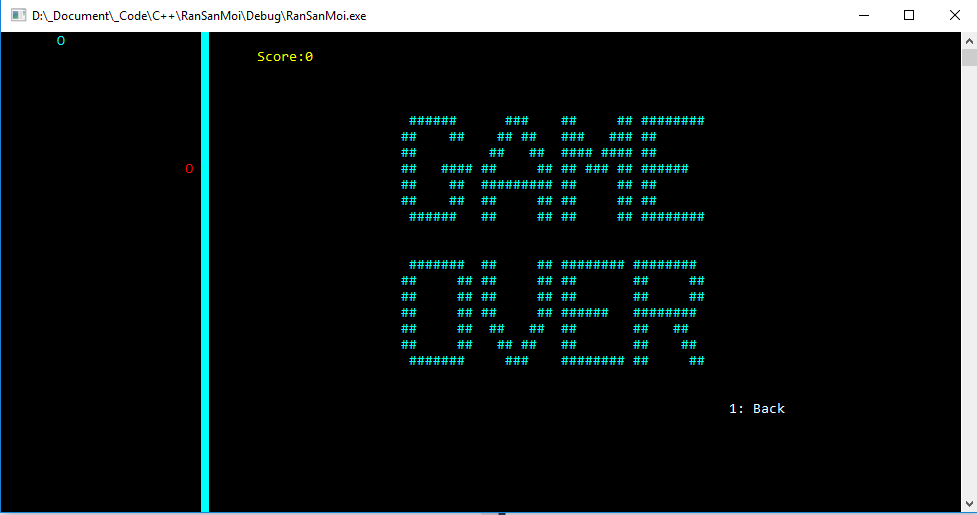 D:\_Document\_Code\C++\RanSanMoi\Debug\RanSanMoi.exe
O
Score:0
O
GAME
OVER
1: Back